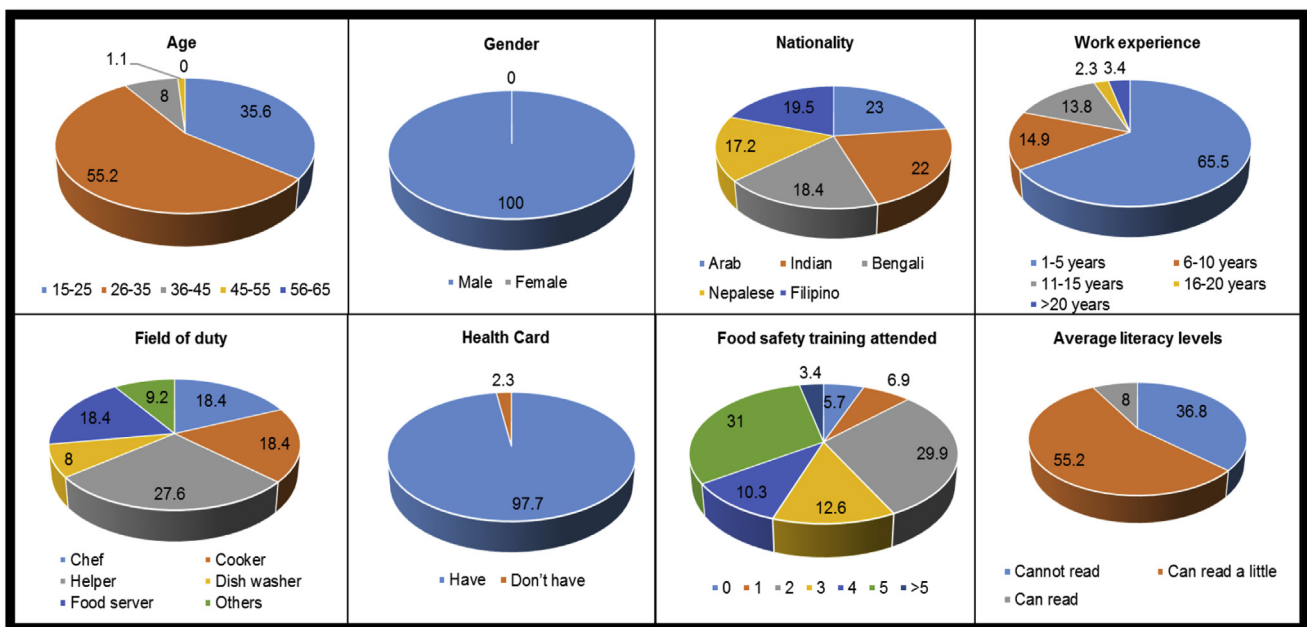 Age
1.1
0
8
35.6
55.2
15-25 26-35 36-45 45-55 56-65
Gender
0
100
Male Female
Nationality
19.5
23
17.2
22
18.4
Arab Indian Bengali
Nepalese Filipino
Work experience
2.3 3.4
13.8
14.9
65.5
1-5 years 6-10 years
11-15 years 16-20 years
>20 years
Field of duty
9.2
18.4
18.4
18.4
8
27.6
Chef Cooker
Helper Dish washer
Food server Others
Health Card
2.3
97.7
Have Don't have
Food safety training attended
3.4
6.9
5.7
31
29.9
10.3
12.6
0 1 2 3 4 5 >5
Average literacy levels
8
36.8
55.2
Cannot read Can read a little
Can read